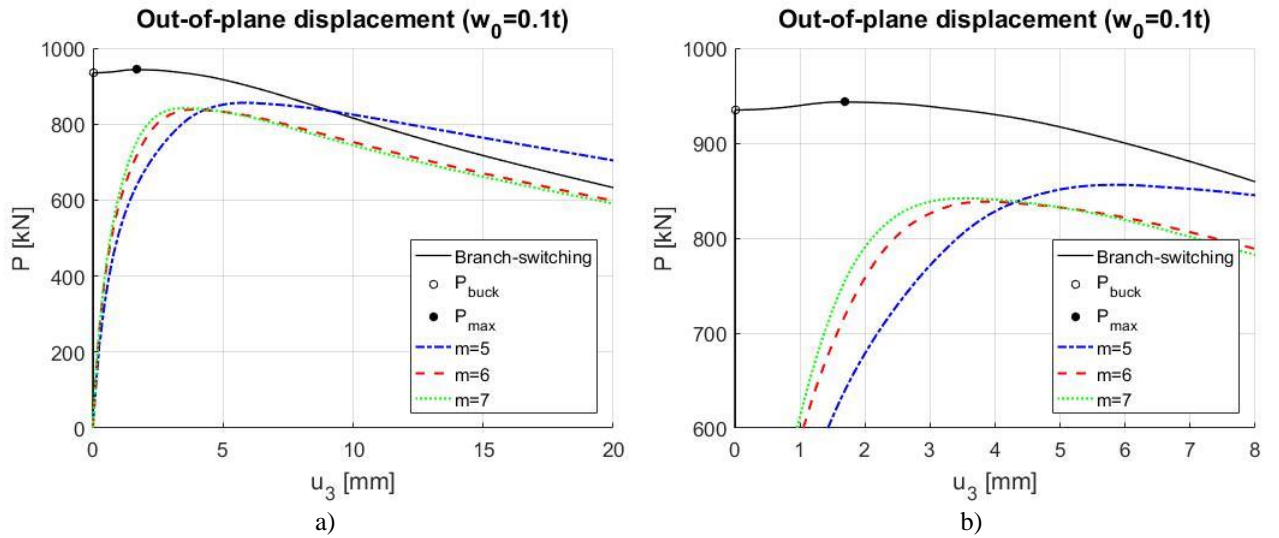 Out-of-plane displacement (w0=0.1t)
1000
800
600
400
200
0
P [kN]
0 5 10 15 20
u3 [mm]
Branch-switching
Pbuck
Pmax
m=5
m=6
m=7
a)
Out-of-plane displacement (w0=0.1t)
1000
900
800
700
600
P [kN]
0 1 2 3 4 5 6 7 8
u3 [mm]
Branch-switching
Pbuck
Pmax
m=5
m=6
m=7
b)